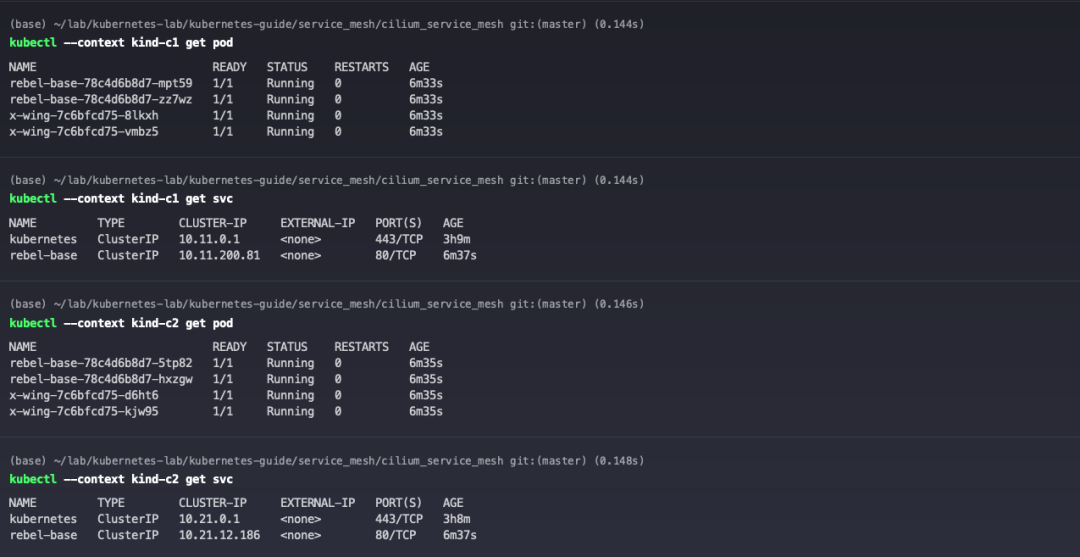 (base) ~/lab/kubernetes-lab/kubernetes-guide/service_mesh/cilium_service_mesh git:(master) (0.144s)
kubectl --context kind-c1 get pod
NAME READY STATUS RESTARTS AGE
rebel-base-78c4d6b8d7-mpt59 1/1 Running 0 6m33s
rebel-base-78c4d6b8d7-zz7wz 1/1 Running 0 6m33s
x-wing-7c6bfcd75-8lkxh 1/1 Running 0 6m33s
x-wing-7c6bfcd75-vmbz5 1/1 Running 0 6m33s
(base) ~/lab/kubernetes-lab/kubernetes-guide/service_mesh/cilium_service_mesh git:(master) (0.144s)
kubectl --context kind-c1 get svc
NAME TYPE CLUSTER-IP EXTERNAL-IP PORT(S) AGE
kubernetes ClusterIP 10.11.0.1 <none> 443/TCP 3h9m
rebel-base ClusterIP 10.11.200.81 <none> 80/TCP 6m37s
(base) ~/lab/kubernetes-lab/kubernetes-guide/service_mesh/cilium_service_mesh git:(master) (0.146s)
kubectl --context kind-c2 get pod
NAME READY STATUS RESTARTS AGE
rebel-base-78c4d6b8d7-5tp82 1/1 Running 0 6m35s
rebel-base-78c4d6b8d7-hxzgw 1/1 Running 0 6m35s
x-wing-7c6bfcd75-d6ht6 1/1 Running 0 6m35s
x-wing-7c6bfcd75-kjw95 1/1 Running 0 6m35s
(base) ~/lab/kubernetes-lab/kubernetes-guide/service_mesh/cilium_service_mesh git:(master) (0.148s)
kubectl --context kind-c2 get svc
NAME TYPE CLUSTER-IP EXTERNAL-IP PORT(S) AGE
kubernetes ClusterIP 10.21.0.1 <none> 443/TCP 3h8m
rebel-base ClusterIP 10.21.12.186 <none> 80/TCP 6m37s